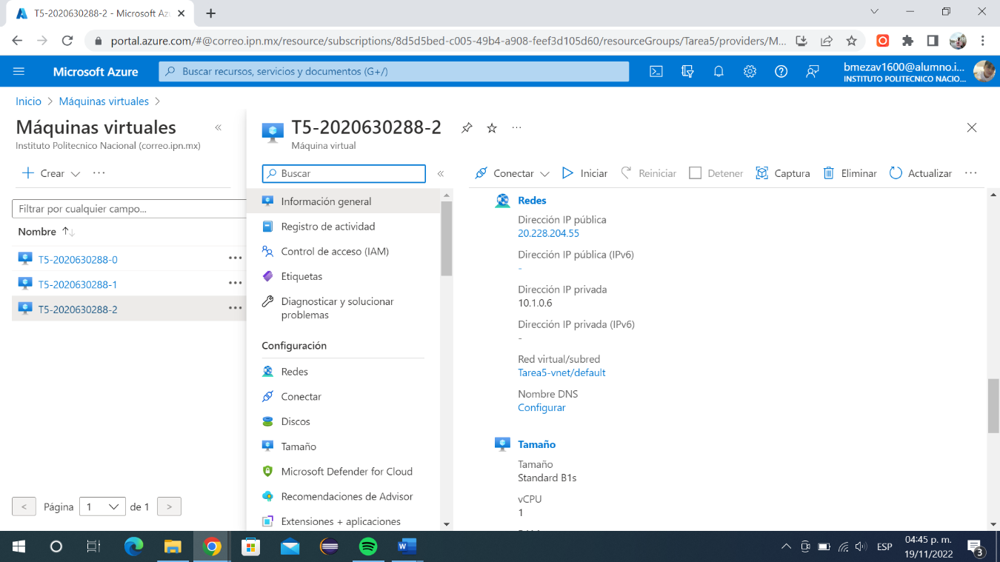 T5-2020630288-2 - Microsoft Az
portal.azure.com/#@correo.ipn.mx/resource/subscriptions/8d5d5bed-c005-49b4-a908-feef3d105d60/resourceGroups/Tarea5/providers/M...
Microsoft Azure
Buscar recursos, servicios y documentos (G+/)
bmezav1600@alumno.i...
INSTITUTO POLITECNICO NACIO...
Inicio > Máquinas virtuales >
Máquinas virtuales
Instituto Politecnico Nacional (correo.ipn.mx)
Crear
Filtrar por cualquier campo...
Nombre
T5-2020630288-0
T5-2020630288-1
T5-2020630288-2
< Página 1 de 1 >
T5-2020630288-2
Máquina virtual
Buscar
Información general
Registro de actividad
Control de acceso (IAM)
Etiquetas
Diagnosticar y solucionar
problemas
Configuración
Redes
Conectar
Discos
Tamaño
Microsoft Defender for Cloud
Recomendaciones de Advisor
Extensiones + aplicaciones
Conectar Iniciar Reiniciar Detener Captura Eliminar Actualizar
Redes
Dirección IP pública
20.228.204.55
Dirección IP pública (IPv6)
-
Dirección IP privada
10.1.0.6
Dirección IP privada (IPv6)
-
Red virtual/subred
Tarea5-vnet/default
Nombre DNS
Configurar
Tamaño
Tamaño
Standard B1s
vCPU
1
ESP
04:45 p. m.
19/11/2022
3